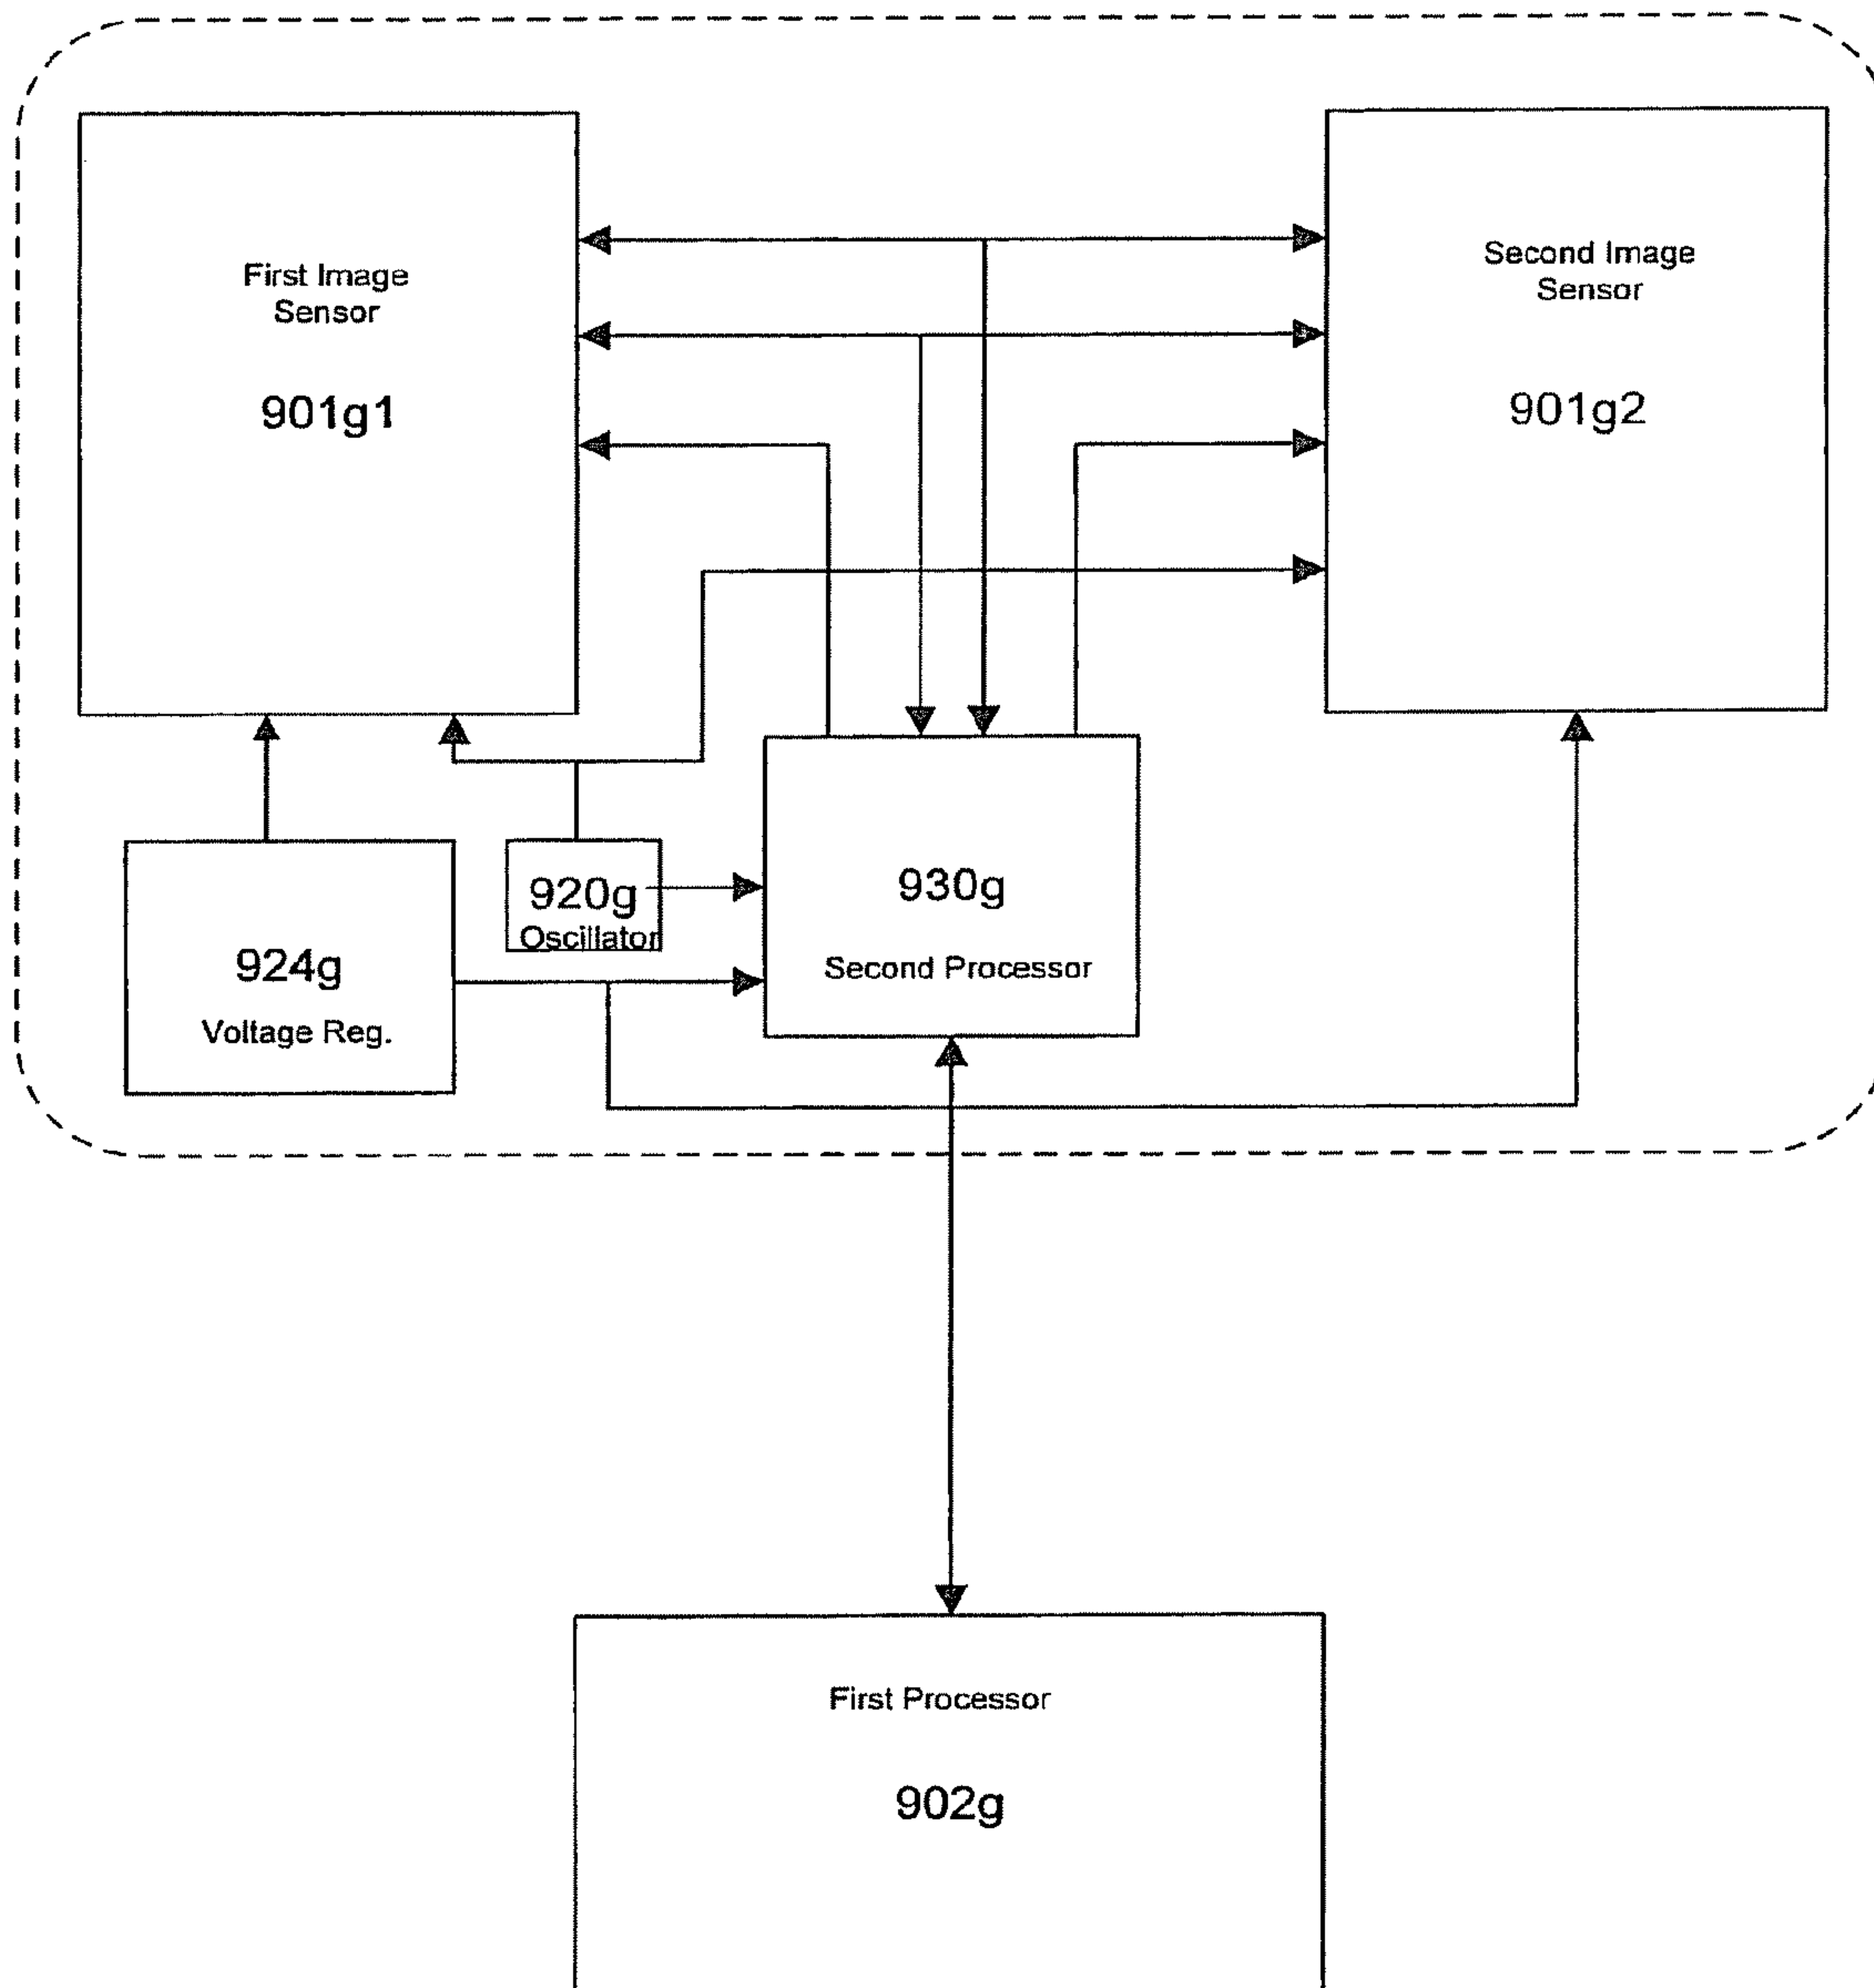 First Image
Sensor
901g1
Second Image
Sensor
901g2
920g
Oscillator
930g
Second Processor
924g
Voltage Reg.
First Processor
902g